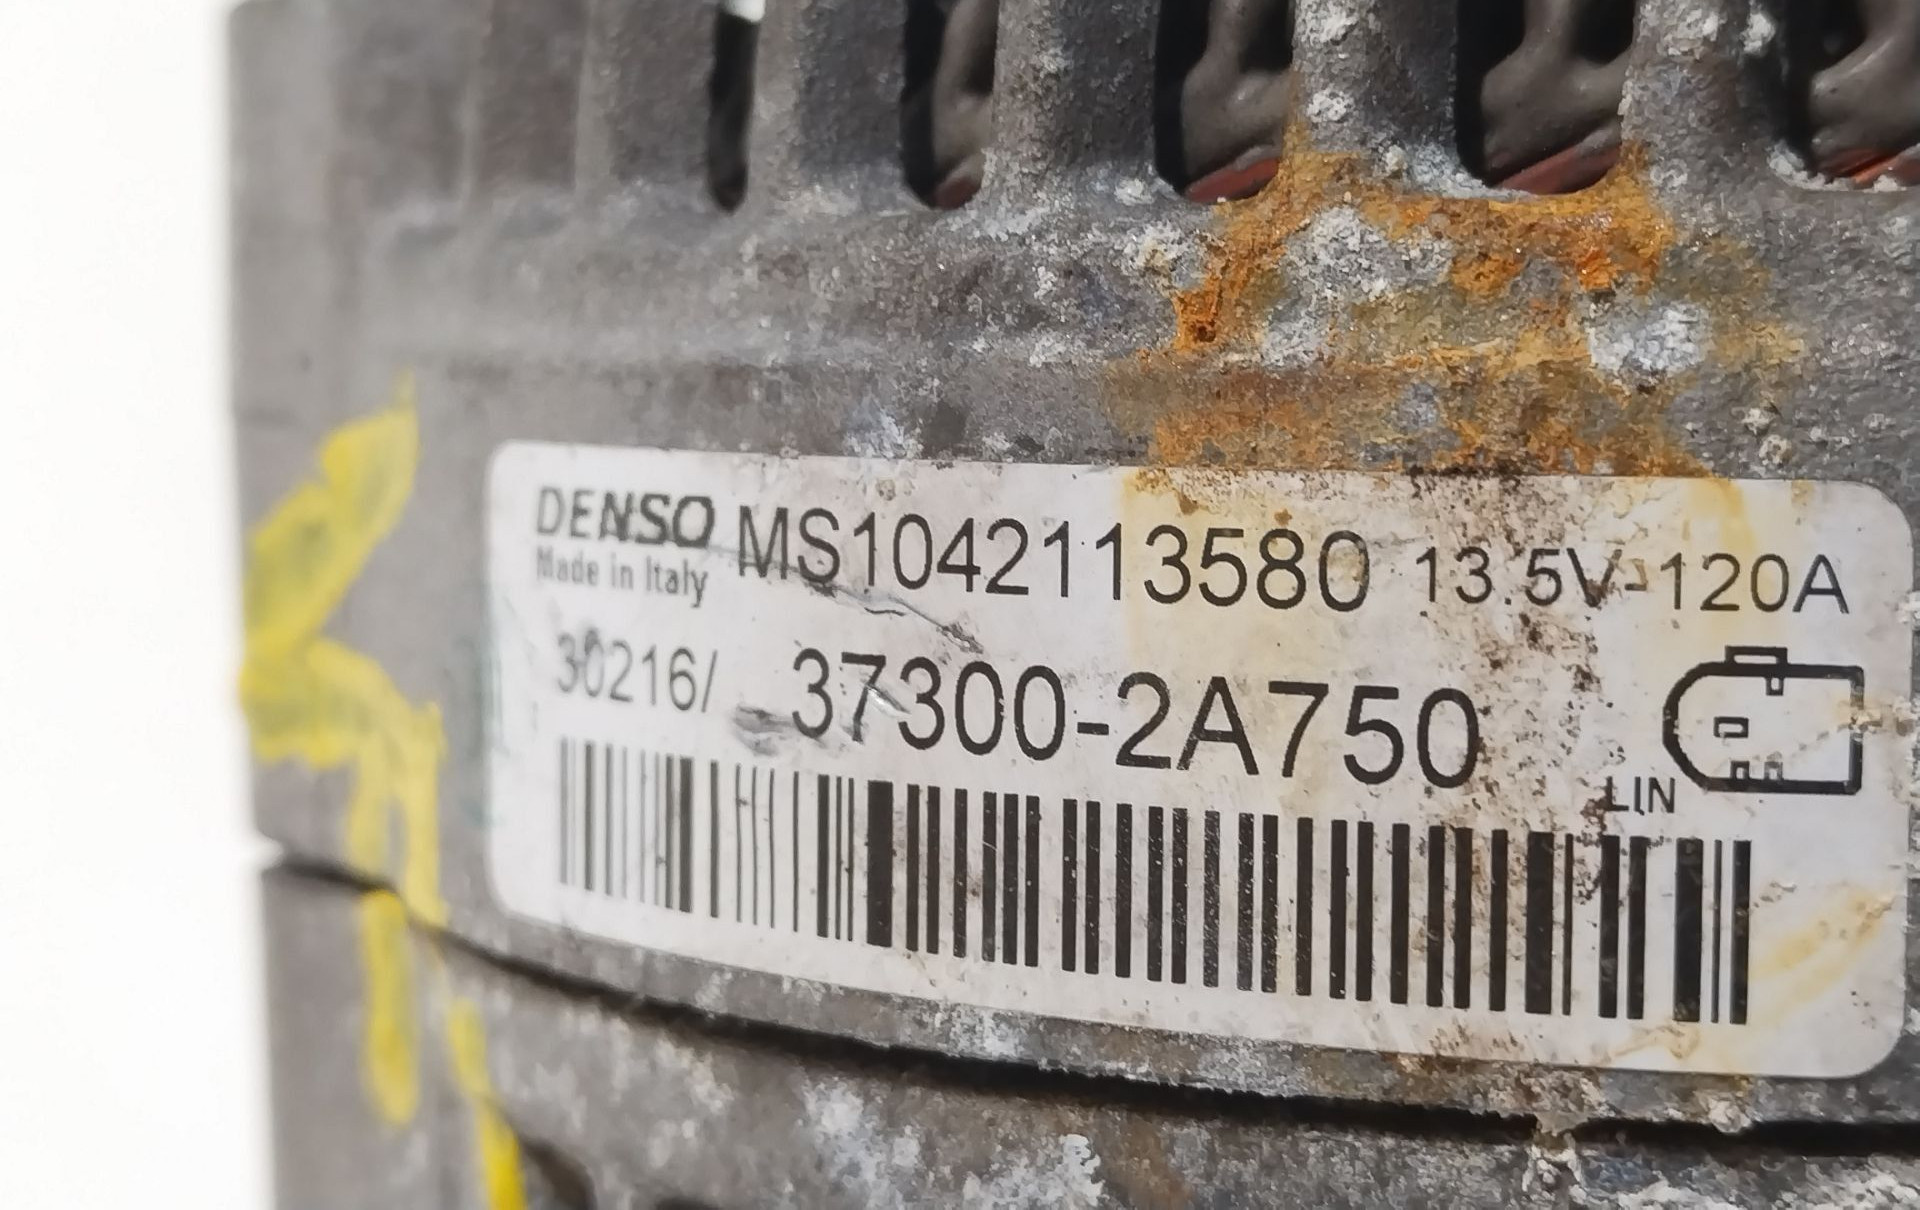 DENSO MS1042113580 13.5V-120A
Made in Italy
30216/ 37300-2A750
LIN